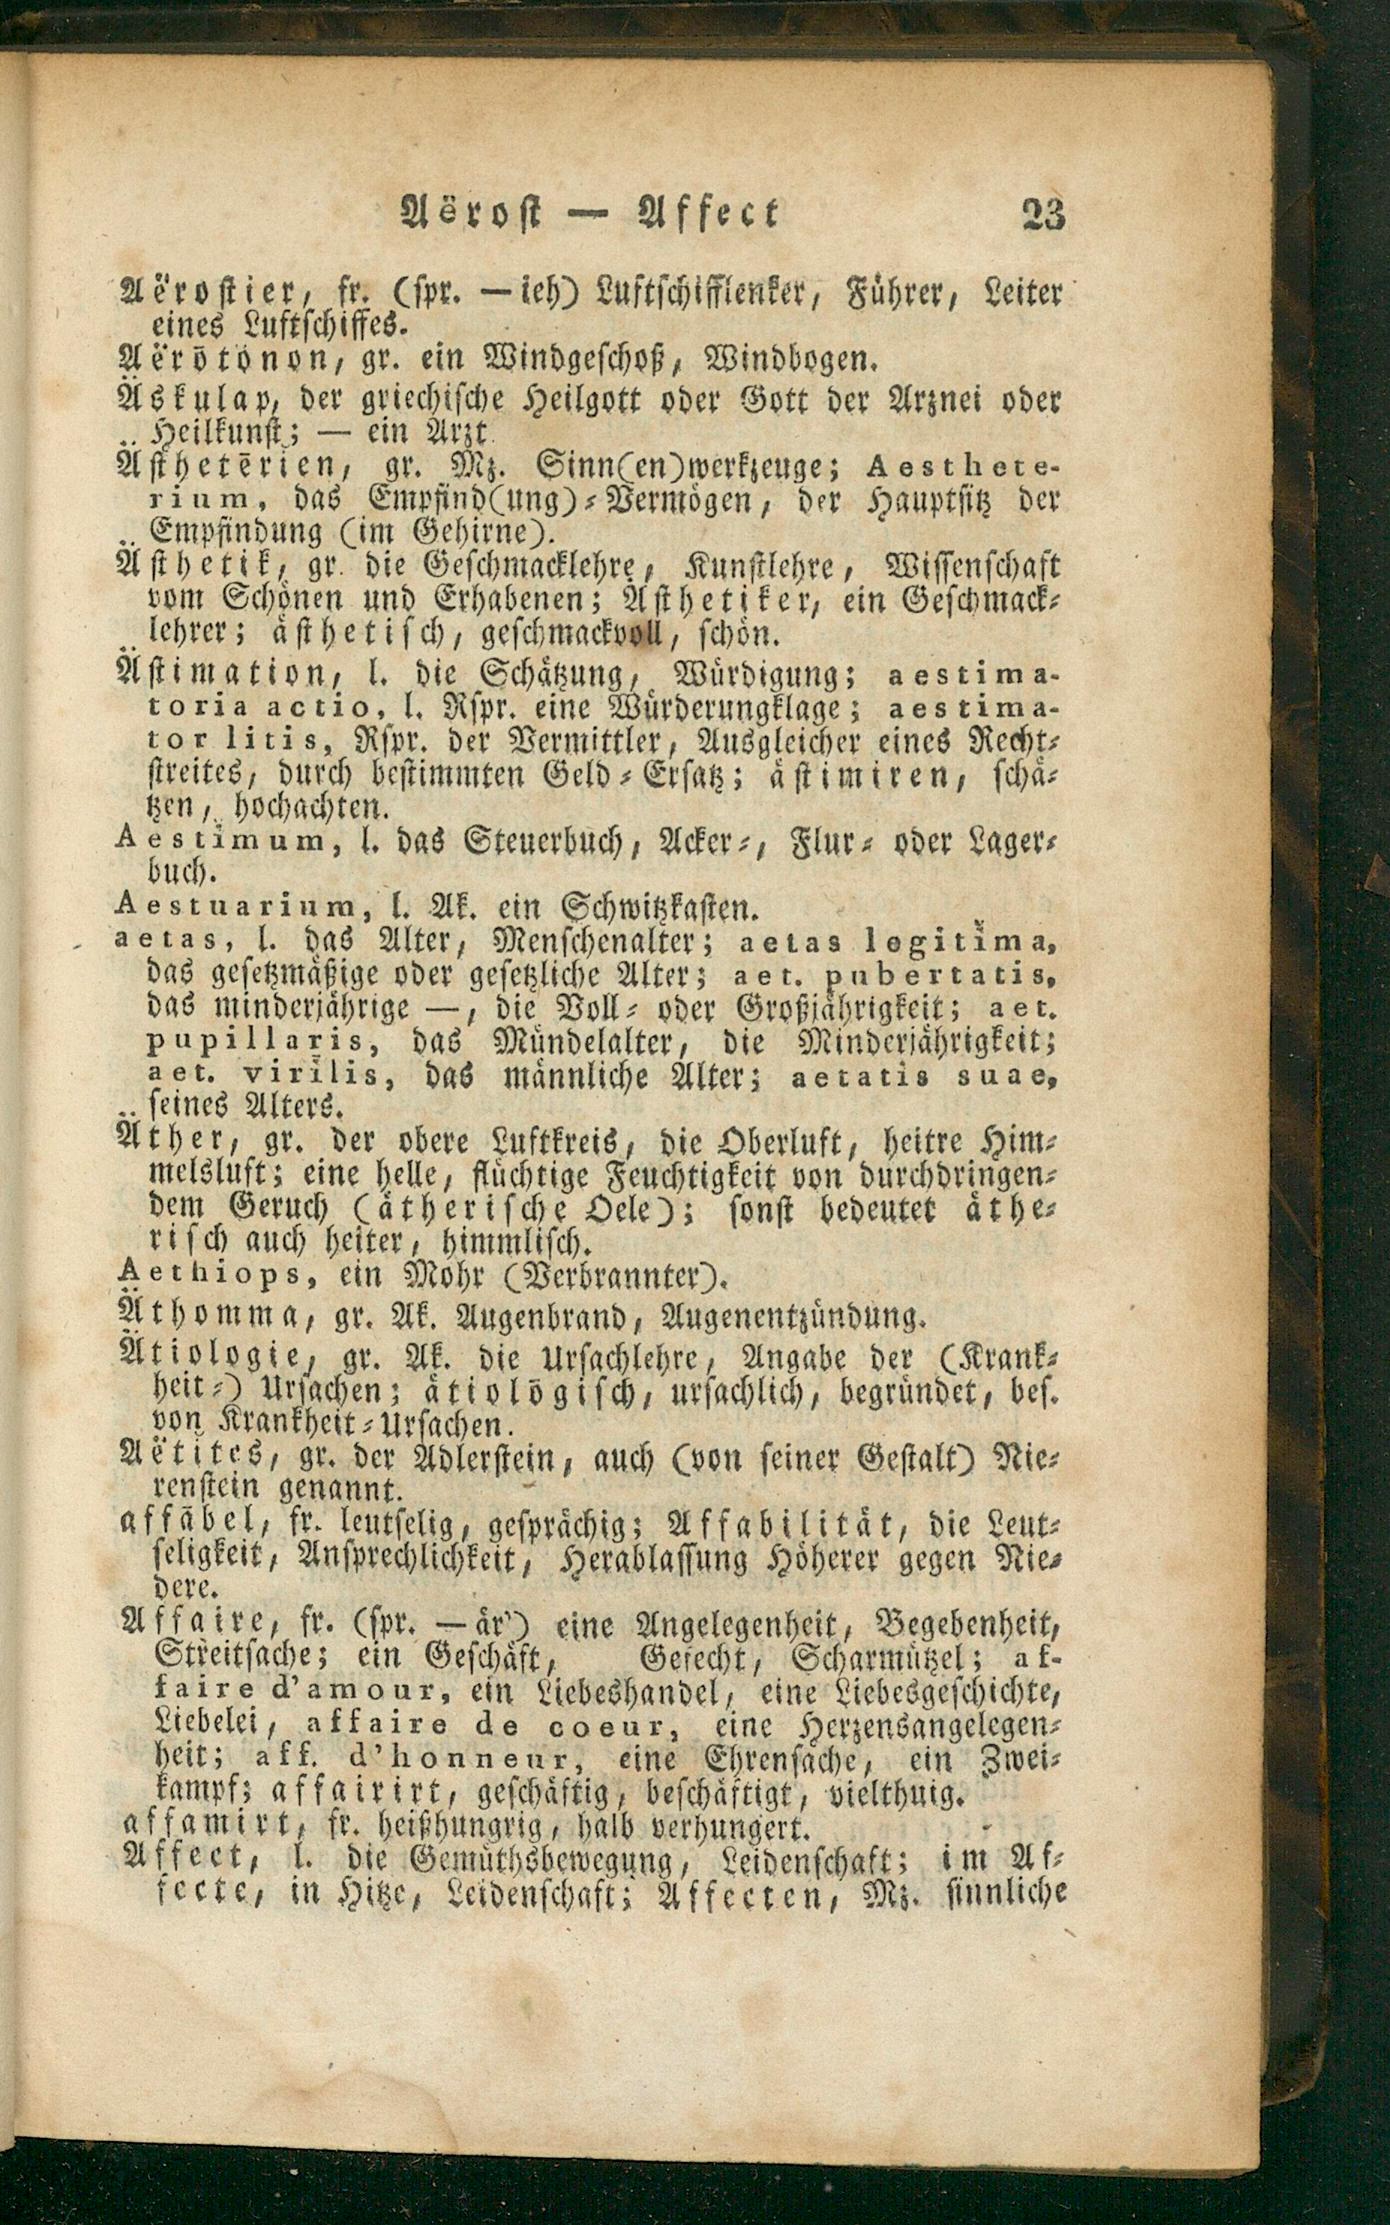 Aërost — Affect 23
Aërostier, fr. (spr. — ieh) Luftschifflenker, Führer, Leiter
eines Luftschiffes.
Aërŏtŏnon, gr. ein Windgeschoß, Windbogen.
Äskulap, der griechische Heilgott oder Gott der Arznei oder
Heilkunst; — ein Arzt
Ästhetērien, gr. Mz. Sinn(en)werkzeuge; Aesthete-
rium, das Empfind(ung)-Vermögen, der Hauptsitz der
Empfindung (im Gehirne).
Ästhetik, gr. die Geschmacklehre, Kunstlehre, Wissenschaft
vom Schönen und Erhabenen; Ästhetiker, ein Geschmack-
lehrer; ästhetisch, geschmackvoll, schön.
Ästimation, l. die Schätzung, Würdigung; aestima-
toria actio, l. Rspr. eine Würderungklage; aestima-
tor litis, Rspr. der Vermittler, Ausgleicher eines Recht-
streites, durch bestimmten Geld-Ersatz; ästimiren, schä-
tzen, hochachten.
Aestĭmum, l. das Steuerbuch, Acker-, Flur- oder Lager-
buch.
Aestuarium, l. Ak. ein Schwitzkasten.
aetas, l. das Alter, Menschenalter; aetas legitĭma,
das gesetzmäßige oder gesetzliche Alter; aet. pubertatis,
das minderjährige —, die Voll- oder Großjährigkeit; aet.
pupillaris, das Mündelalter, die Minderjährigkeit;
aet. virīlis, das männliche Alter; aetatis suae,
seines Alters.
Äther, gr. der obere Luftkreis, die Oberluft, heitre Him-
melsluft; eine helle, flüchtige Feuchtigkeit von durchdringen-
dem Geruch (ätherische Oele); sonst bedeutet äthe-
risch auch heiter, himmlisch.
Aethiops, ein Mohr (Verbrannter).
Äthomma, gr. Ak. Augenbrand, Augenentzündung.
Ätiologie, gr. Ak. die Ursachlehre, Angabe der (Krank-
heit-) Ursachen; ätiolōgisch, ursachlich, begründet, bes.
von Krankheit-Ursachen.
Aëtītes, gr. der Adlerstein, auch (von seiner Gestalt) Nie-
renstein genannt.
affābel, fr. leutselig, gesprächig; Affabilität, die Leut-
seligkeit, Ansprechlichkeit, Herablassung Höherer gegen Nie-
dere.
Affaire, fr. (spr. — är') eine Angelegenheit, Begebenheit,
Streitsache; ein Geschäft, Gefecht, Scharmützel; af-
faire d'amour, ein Liebeshandel, eine Liebesgeschichte,
Liebelei, affaire de coeur, eine Herzensangelegen-
heit; aff. d'honneur, eine Ehrensache, ein Zwei-
kampf; affairirt, geschäftig, beschäftigt, vielthuig.
affamirt, fr. heißhungrig, halb verhungert.
Affect, l. die Gemüthsbewegung, Leidenschaft; im Af-
fecte, in Hitze, Leidenschaft; Affecten, Mz. sinnliche